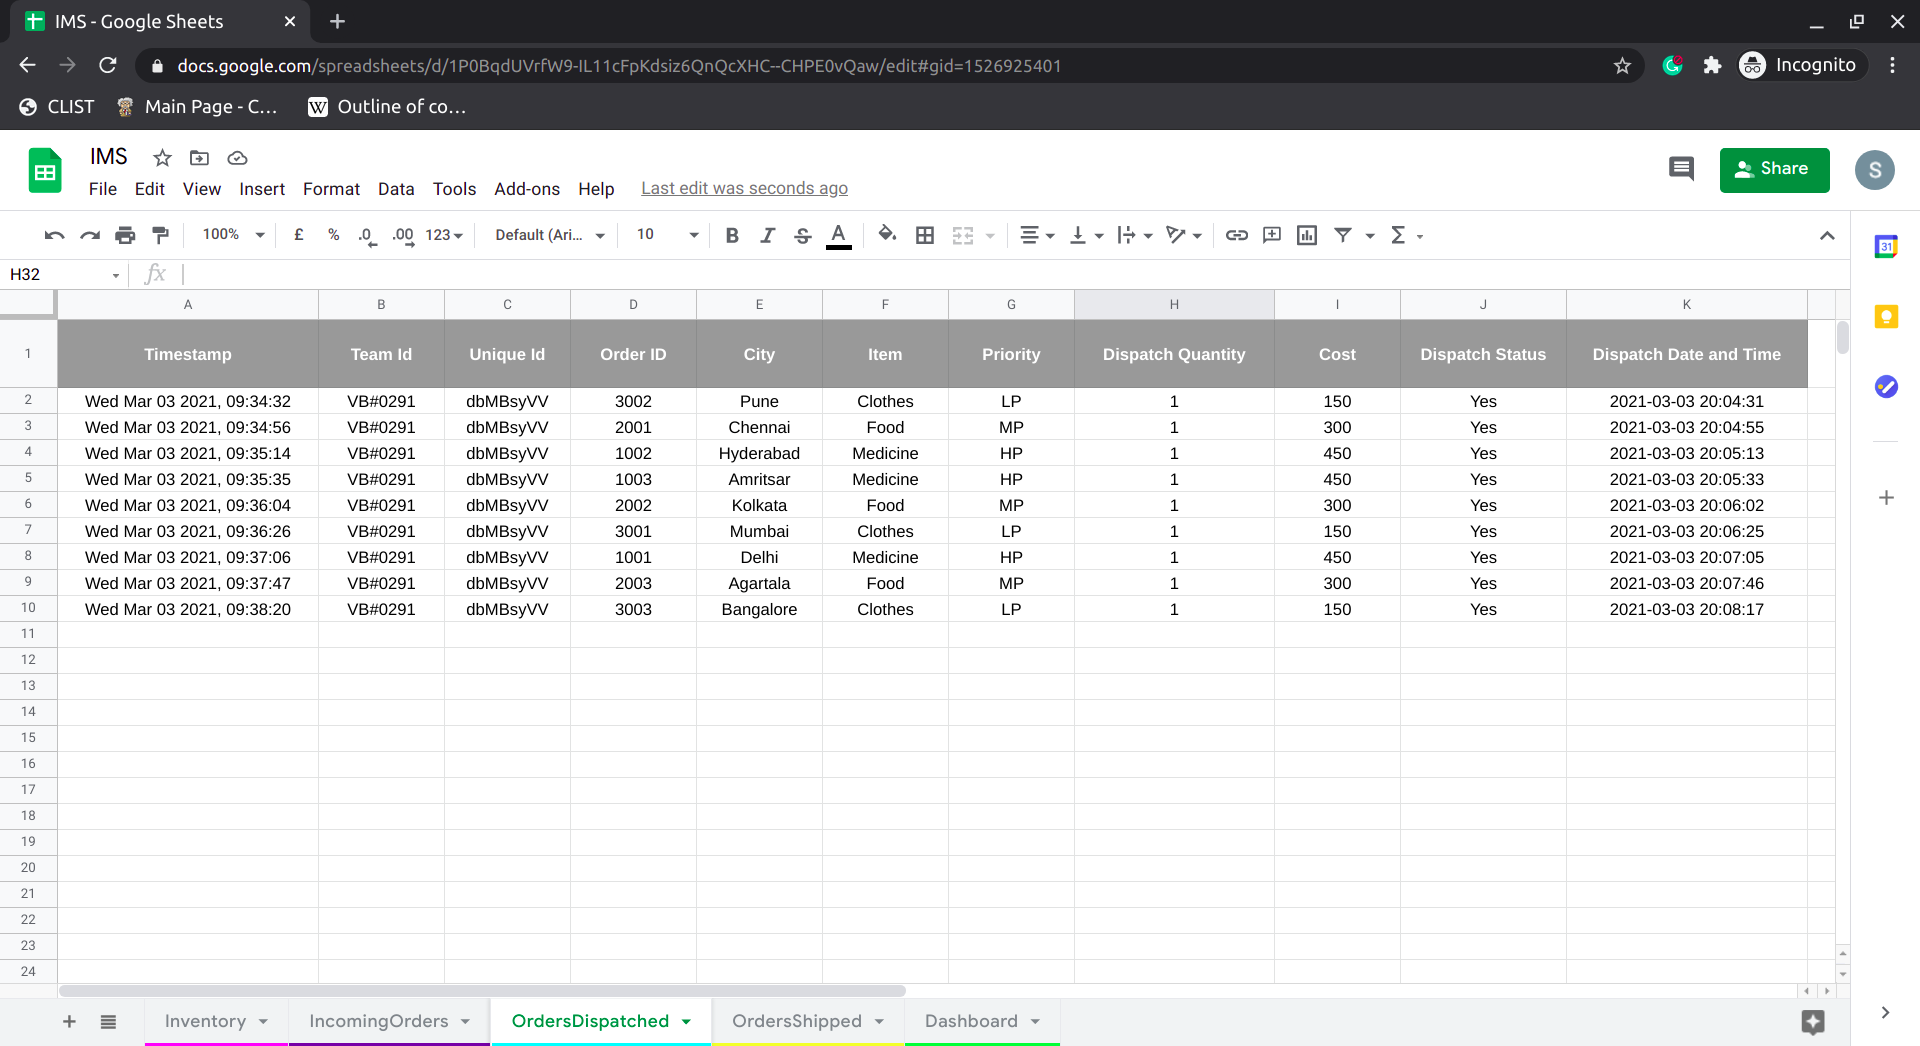 IMS - Google Sheets
docs.google.com/spreadsheets/d/1P0BqdUVrfW9-IL11cFpKdsiz6QnQcXHC--CHPE0vQaw/edit#gid=1526925401
Incognito
CLIST Main Page - C... W Outline of co...
IMS
File Edit View Insert Format Data Tools Add-ons Help Last edit was seconds ago
Share
S
100% £ % .0 .00 123 Default (Ari... 10 B I S A Σ
31
H32 fx
A B C D E F G H I J K
1 Timestamp Team Id Unique Id Order ID City Item Priority Dispatch Quantity Cost Dispatch Status Dispatch Date and Time
2 Wed Mar 03 2021, 09:34:32 VB#0291 dbMBsyVV 3002 Pune Clothes LP 1 150 Yes 2021-03-03 20:04:31
3 Wed Mar 03 2021, 09:34:56 VB#0291 dbMBsyVV 2001 Chennai Food MP 1 300 Yes 2021-03-03 20:04:55
4 Wed Mar 03 2021, 09:35:14 VB#0291 dbMBsyVV 1002 Hyderabad Medicine HP 1 450 Yes 2021-03-03 20:05:13
5 Wed Mar 03 2021, 09:35:35 VB#0291 dbMBsyVV 1003 Amritsar Medicine HP 1 450 Yes 2021-03-03 20:05:33
6 Wed Mar 03 2021, 09:36:04 VB#0291 dbMBsyVV 2002 Kolkata Food MP 1 300 Yes 2021-03-03 20:06:02
7 Wed Mar 03 2021, 09:36:26 VB#0291 dbMBsyVV 3001 Mumbai Clothes LP 1 150 Yes 2021-03-03 20:06:25
8 Wed Mar 03 2021, 09:37:06 VB#0291 dbMBsyVV 1001 Delhi Medicine HP 1 450 Yes 2021-03-03 20:07:05
9 Wed Mar 03 2021, 09:37:47 VB#0291 dbMBsyVV 2003 Agartala Food MP 1 300 Yes 2021-03-03 20:07:46
10 Wed Mar 03 2021, 09:38:20 VB#0291 dbMBsyVV 3003 Bangalore Clothes LP 1 150 Yes 2021-03-03 20:08:17
11
12
13
14
15
16
17
18
19
20
21
22
23
24
Inventory IncomingOrders OrdersDispatched OrdersShipped Dashboard